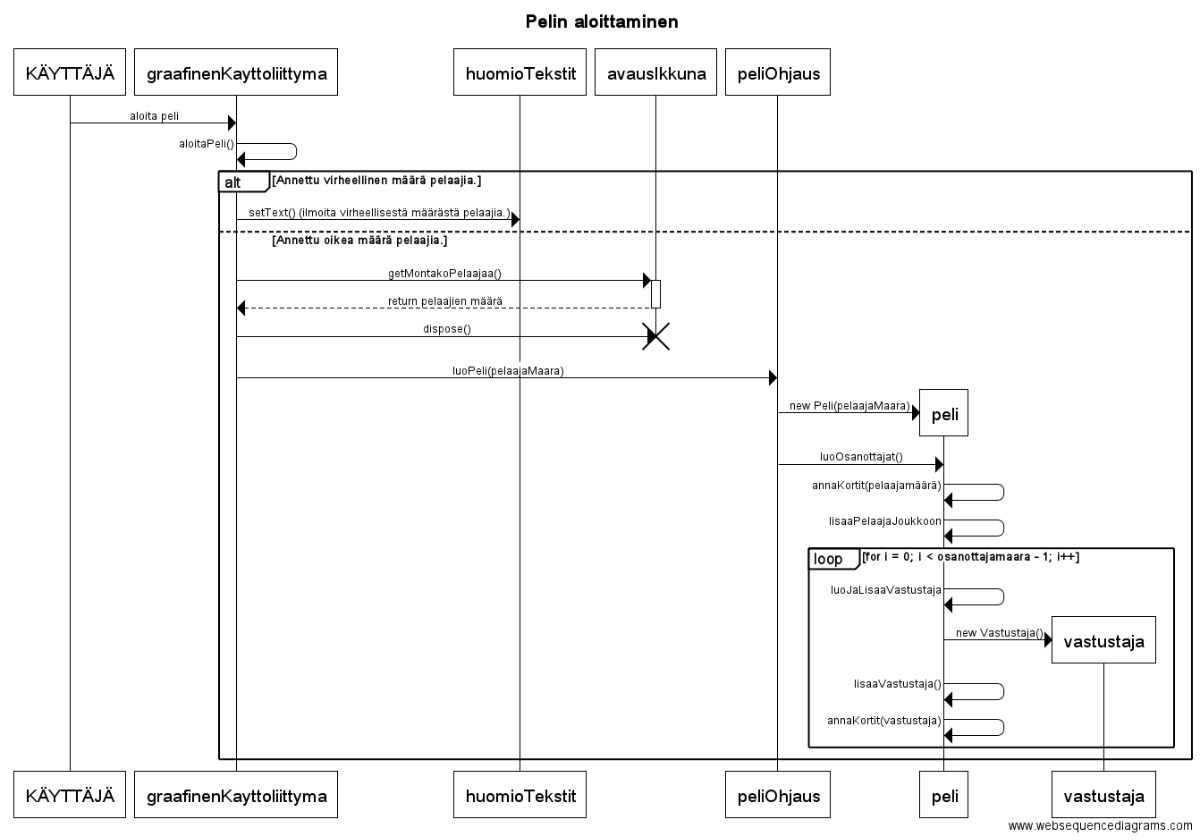 Pelin aloittaminen
KÄYTTÄJÄ
graafinenKayttoliittyma
huomioTekstit
avausIkkuna
peliOhjaus
aloita peli
aloitaPeli()
alt
[Annettu virheellinen määrä pelaajia.]
setText() (ilmoita virheellisestä määrästä pelaajia.)
[Annettu oikea määrä pelaajia.]
getMontakoPelaajaa()
return pelaajien määrä
dispose()
luoPeli(pelaajaMaara)
new Peli(pelaajaMaara)
peli
luoOsanottajat()
annaKortit(pelaajamäärä)
lisaaPelaajaJoukkoon
loop
[for i = 0; i < osanottajamaara - 1; i++]
luoJaLisaaVastustaja
new Vastustaja()
vastustaja
lisaaVastustaja()
annaKortit(vastustaja)
KÄYTTÄJÄ
graafinenKayttoliittyma
huomioTekstit
peliOhjaus
peli
vastustaja
www.websequencediagrams.com